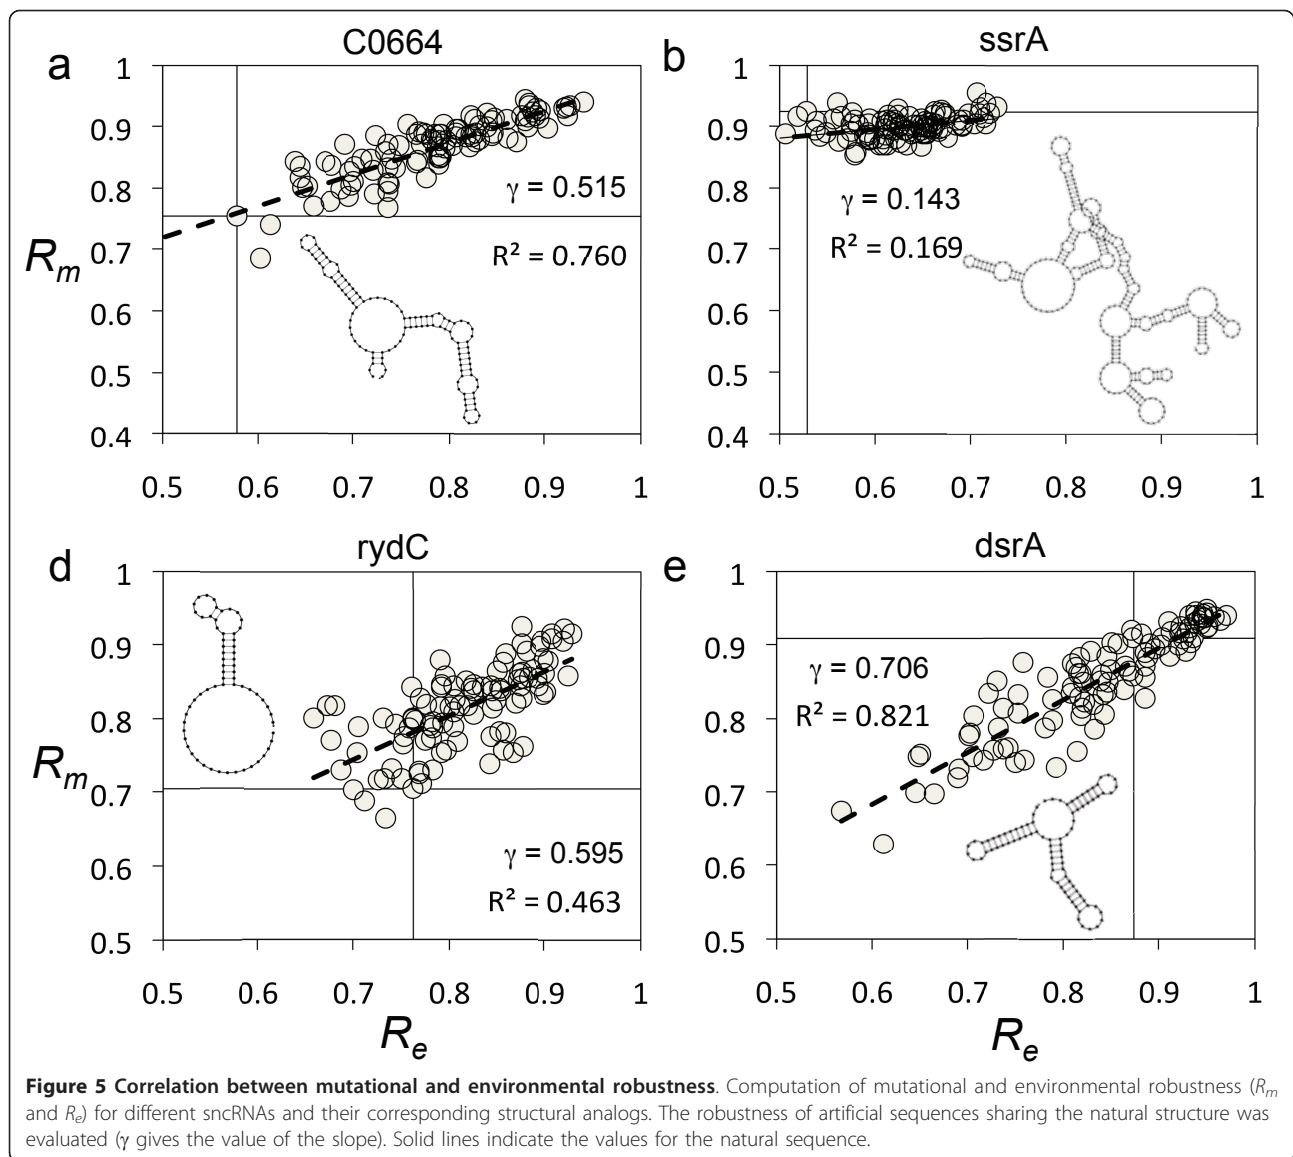 C0664
ssrA
a
b
1
0.9
0.8
0.7
0.6
0.5
0.4
Rm
γ = 0.515
R² = 0.760
0.5 0.6 0.7 0.8 0.9 1
1
0.9
0.8
0.7
0.6
0.5
0.4
γ = 0.143
R² = 0.169
0.5 0.6 0.7 0.8 0.9 1
rydC
dsrA
d
e
1
0.9
0.8
0.7
0.6
0.5
Rm
γ = 0.595
R² = 0.463
0.5 0.6 0.7 0.8 0.9 1
Re
1
0.9
0.8
0.7
0.6
0.5
γ = 0.706
R² = 0.821
0.5 0.6 0.7 0.8 0.9 1
Re
Figure 5 Correlation between mutational and environmental robustness. Computation of mutational and environmental robustness (Rm
and Re) for different sncRNAs and their corresponding structural analogs. The robustness of artificial sequences sharing the natural structure was
evaluated (γ gives the value of the slope). Solid lines indicate the values for the natural sequence.